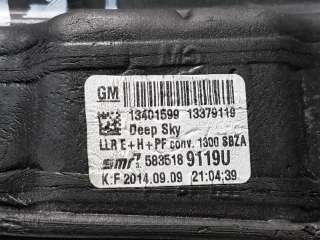 GM
13401599 13379119
Deep Sky
LLR E+H+PF conv. 1300 SBZA
smr 583518 9119U
K:F 2014.09.09 21:04:39